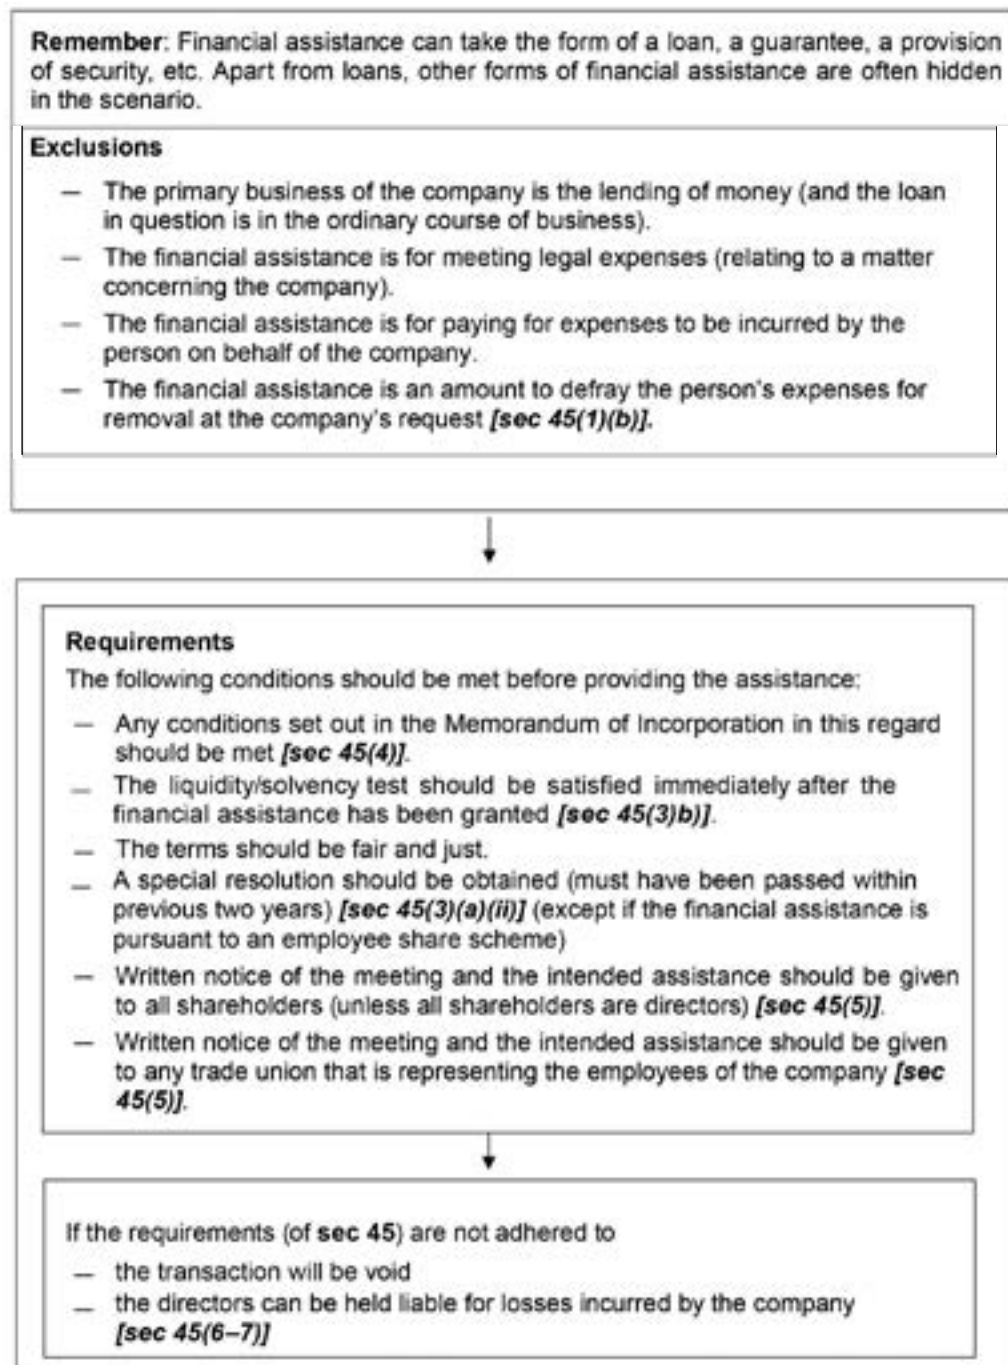 Remember: Financial assistance can take the form of a loan, a guarantee, a provision
of security, etc. Apart from loans, other forms of financial assistance are often hidden
in the scenario.
Exclusions
— The primary business of the company is the lending of money (and the loan
in question is in the ordinary course of business).
— The financial assistance is for meeting legal expenses (relating to a matter
concerning the company).
— The financial assistance is for paying for expenses to be incurred by the
person on behalf of the company.
— The financial assistance is an amount to defray the person's expenses for
removal at the company's request [sec 45(1)(b)].
Requirements
The following conditions should be met before providing the assistance:
— Any conditions set out in the Memorandum of Incorporation in this regard
should be met [sec 45(4)].
— The liquidity/solvency test should be satisfied immediately after the
financial assistance has been granted [sec 45(3)b)].
— The terms should be fair and just.
— A special resolution should be obtained (must have been passed within
previous two years) [sec 45(3)(a)(ii)] (except if the financial assistance is
pursuant to an employee share scheme)
— Written notice of the meeting and the intended assistance should be given
to all shareholders (unless all shareholders are directors) [sec 45(5)].
— Written notice of the meeting and the intended assistance should be given
to any trade union that is representing the employees of the company [sec
45(5)].
If the requirements (of sec 45) are not adhered to
— the transaction will be void
— the directors can be held liable for losses incurred by the company
[sec 45(6–7)]